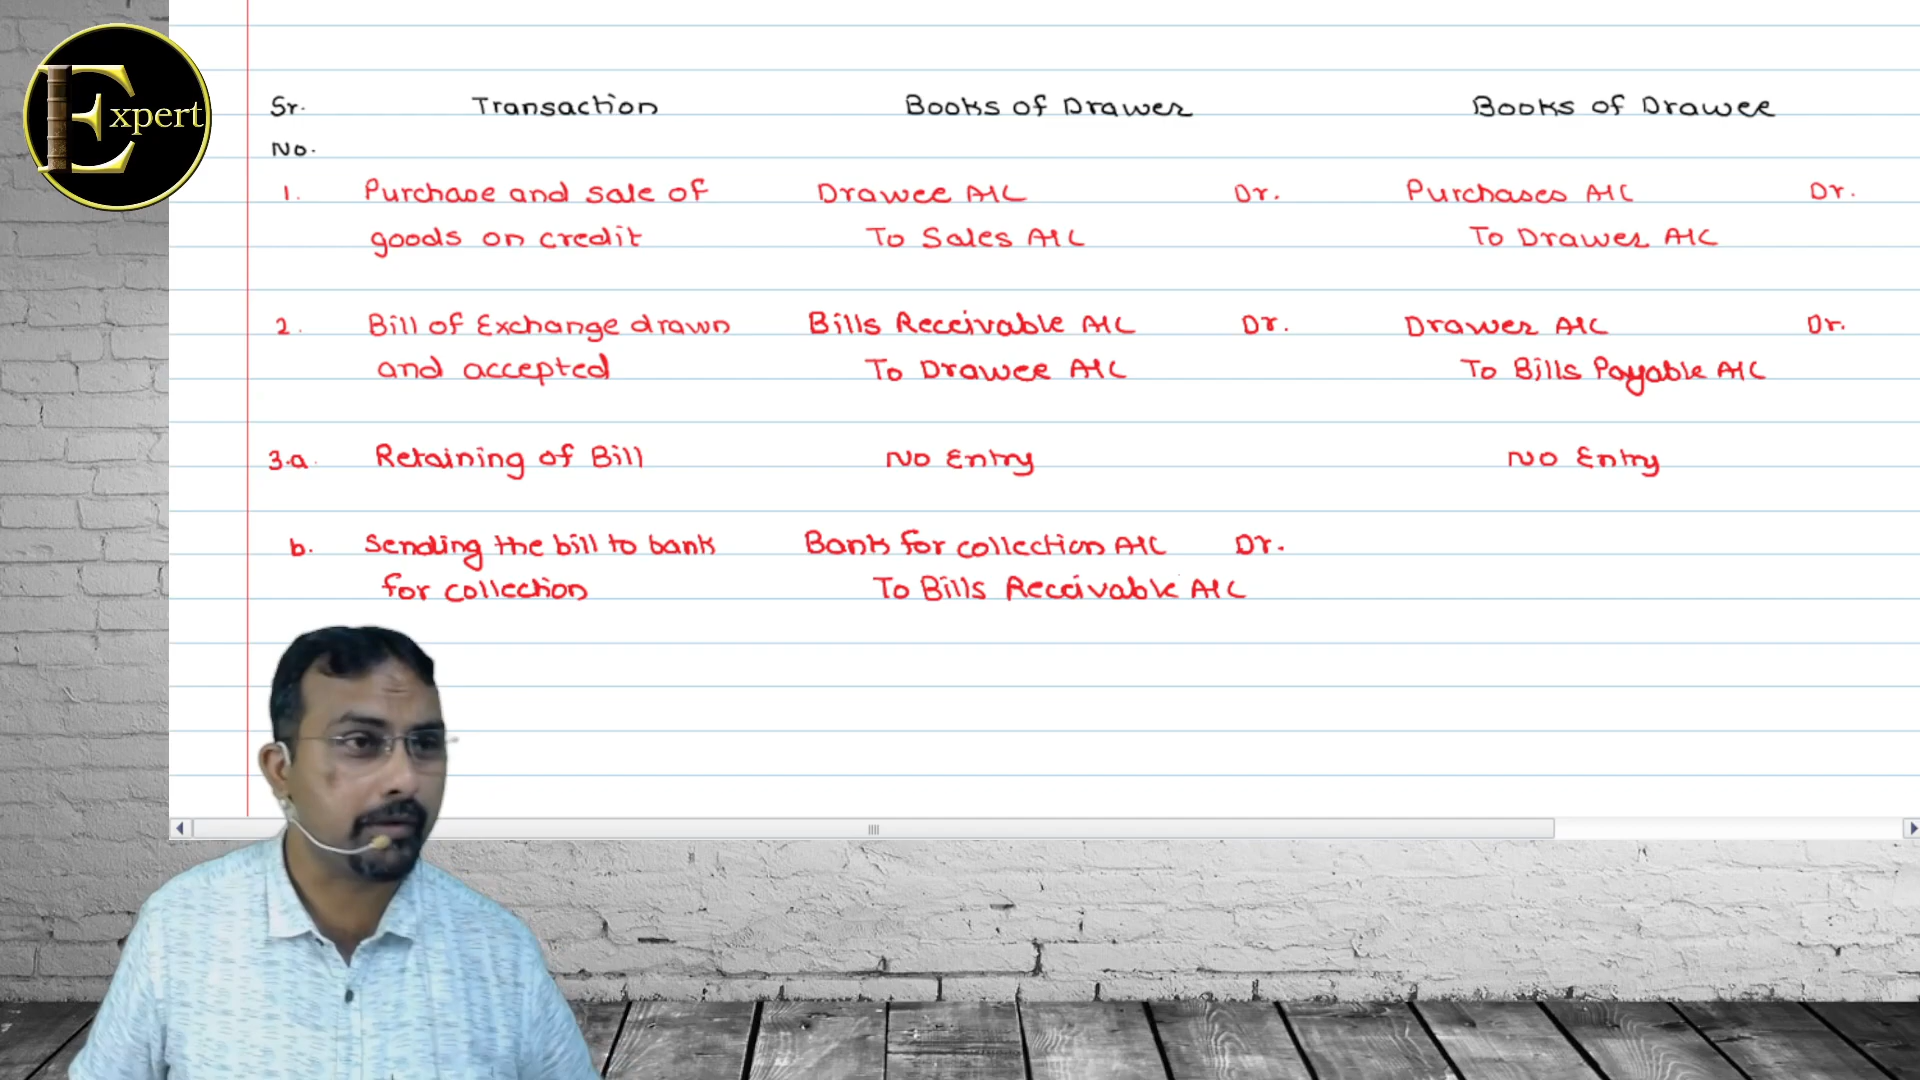 Expert
Sr. Transaction Books of Drawer Books of Drawee
No.
1. Purchase and sale of Drawee A/C Dr. Purchases A/C Dr.
goods on credit To Sales A/C To Drawer A/C
2. Bill of Exchange drawn Bills Receivable A/C Dr. Drawer A/C Dr.
and accepted To Drawee A/C To Bills Payable A/C
3.a. Retaining of Bill No Entry No Entry
b. Sending the bill to bank Bank for collection A/C Dr.
for collection To Bills Receivable A/C